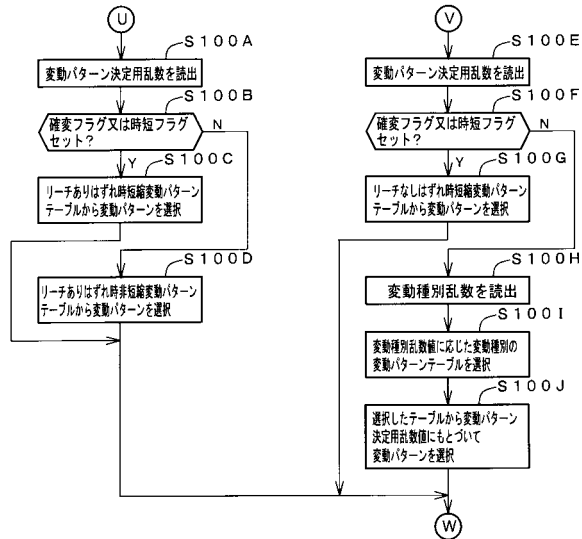 U
S100A
変動パターン決定用乱数を読出
S100B
確変フラグ又は時短フラグ
セット?
N
Y
S100C
リーチありはずれ時短縮変動パターン
テーブルから変動パターンを選択
S100D
リーチありはずれ時非短縮変動パターン
テーブルから変動パターンを選択
V
S100E
変動パターン決定用乱数を読出
S100F
確変フラグ又は時短フラグ
セット?
N
Y
S100G
リーチなしはずれ時短縮変動パターン
テーブルから変動パターンを選択
S100H
変動種別乱数を読出
S100I
変動種別乱数値に応じた変動種別の
変動パターンテーブルを選択
S100J
選択したテーブルから変動パターン
決定用乱数値にもとづいて
変動パターンを選択
W